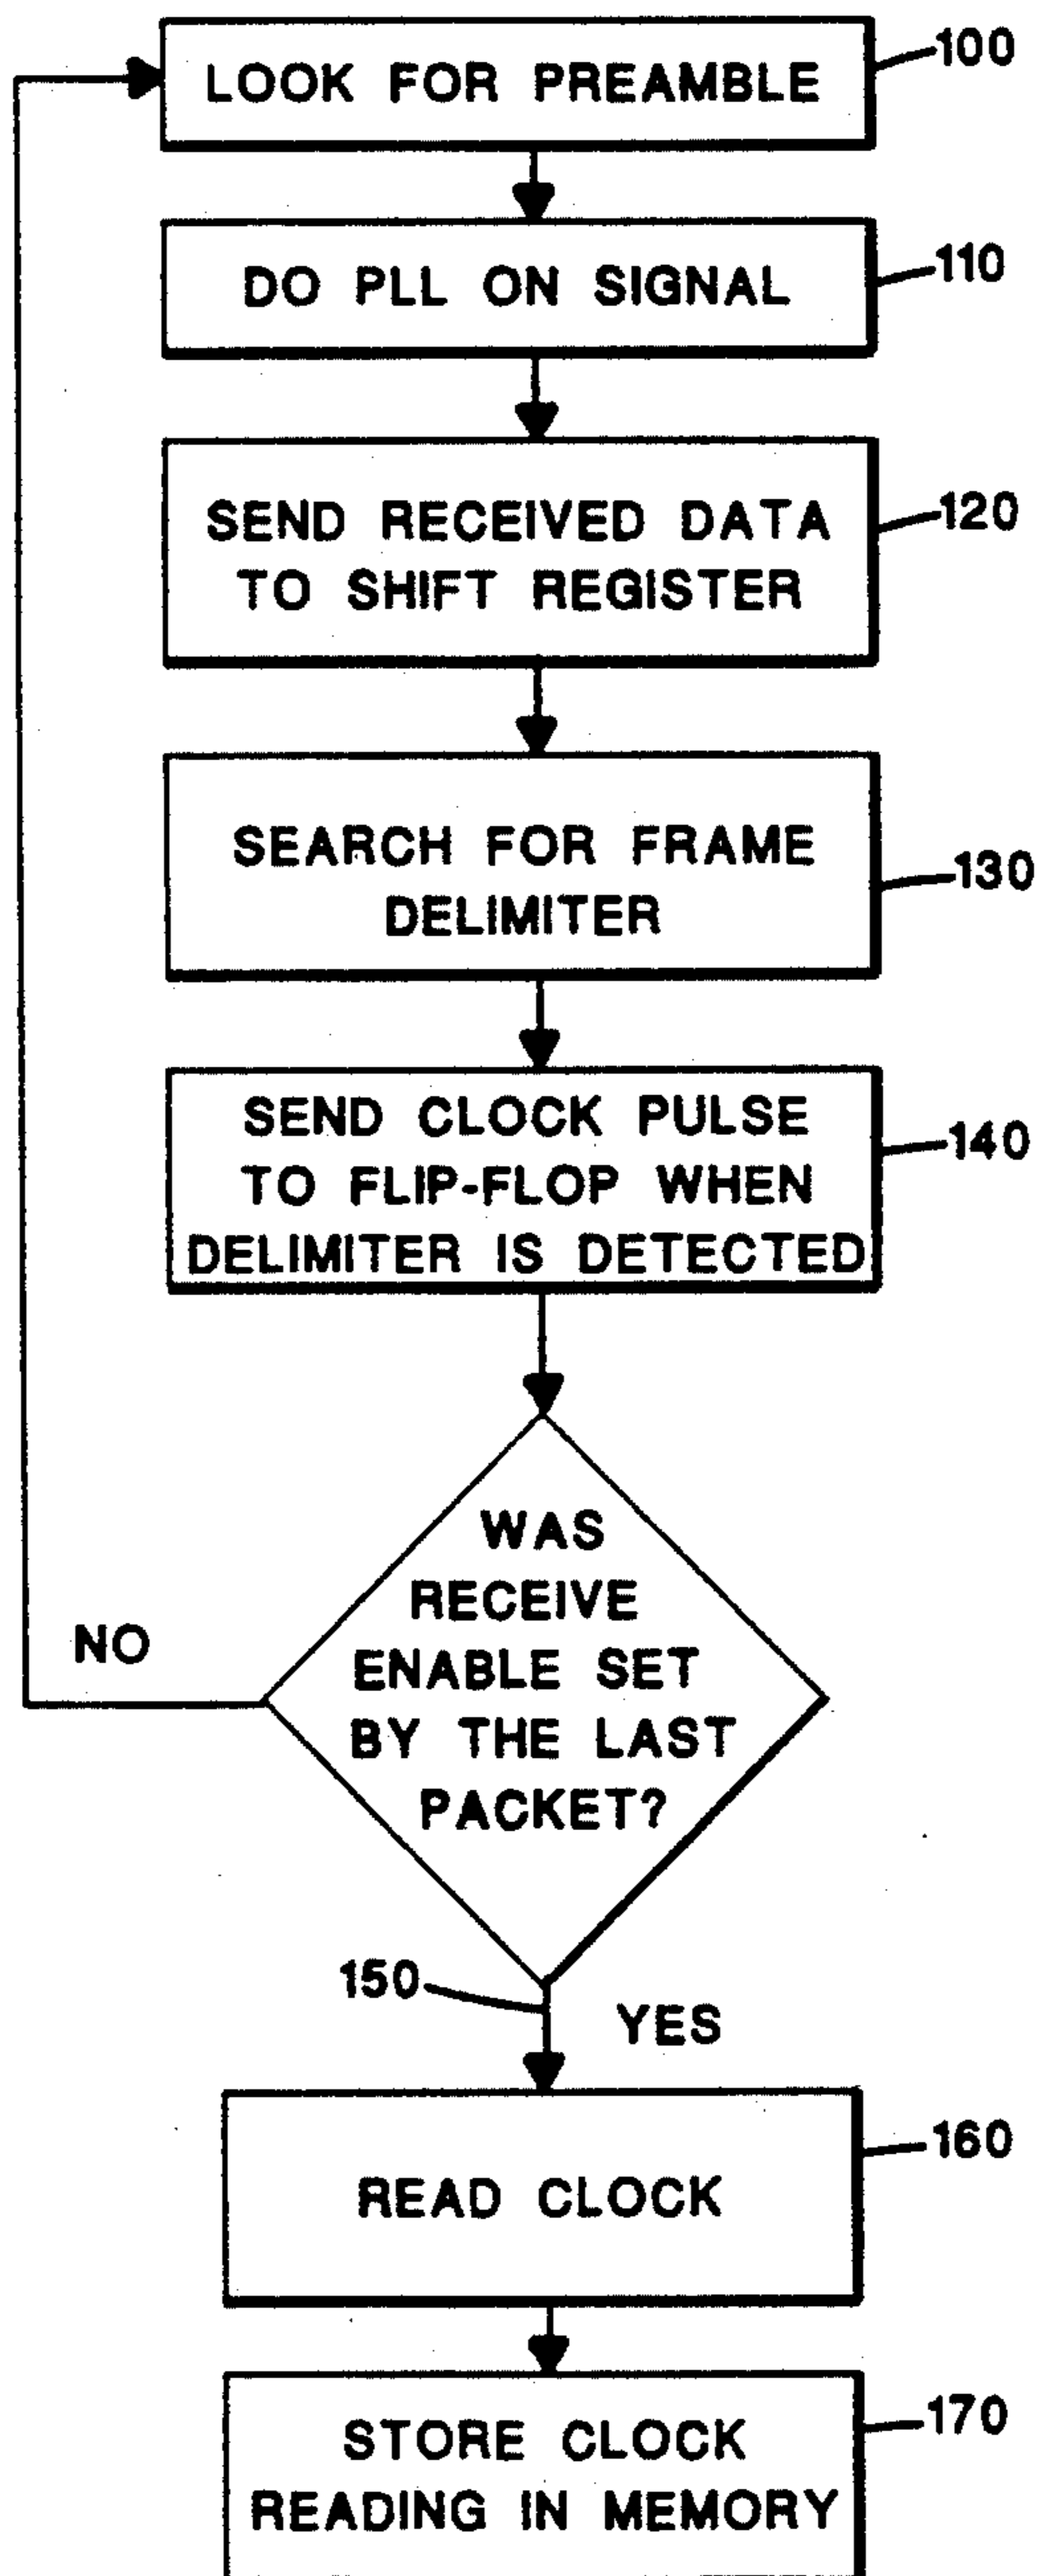 LOOK FOR PREAMBLE
100
DO PLL ON SIGNAL
110
SEND RECEIVED DATA
TO SHIFT REGISTER
120
SEARCH FOR FRAME
DELIMITER
130
SEND CLOCK PULSE
TO FLIP-FLOP WHEN
DELIMITER IS DETECTED
140
WAS
RECEIVE
ENABLE SET
BY THE LAST
PACKET?
NO
150
YES
READ CLOCK
160
STORE CLOCK
READING IN MEMORY
170